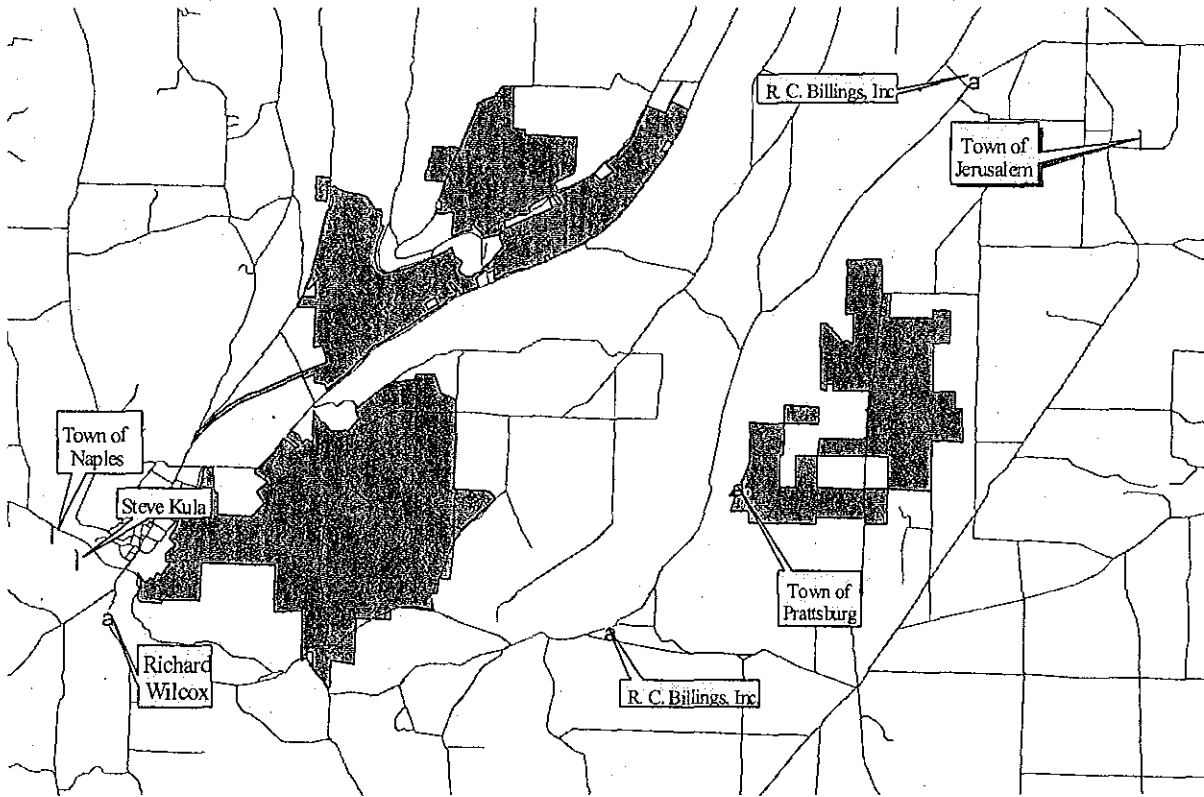 R. C. Billings, Inc
Town of
Jerusalem
Town of
Naples
Steve Kula
Town of
Prattsburg
Richard
Wilcox
R. C. Billings, Inc